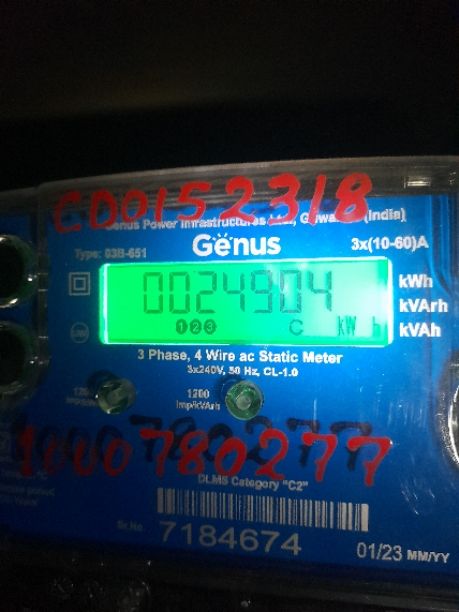 CD0152318
Genus Power Infrastructures Ltd., Guwahati (India)
Genus
Type: 03B-651
3x(10-60)A
0024904
kWh
kVArh
kVAh
123
C
kW h
3 Phase, 4 Wire ac Static Meter
3x240V, 50 Hz, CL-1.0
1200
imp/kVArh
1000780277
DLMS Category "C2"
Sr.No.
7184674
01/23 MM/YY